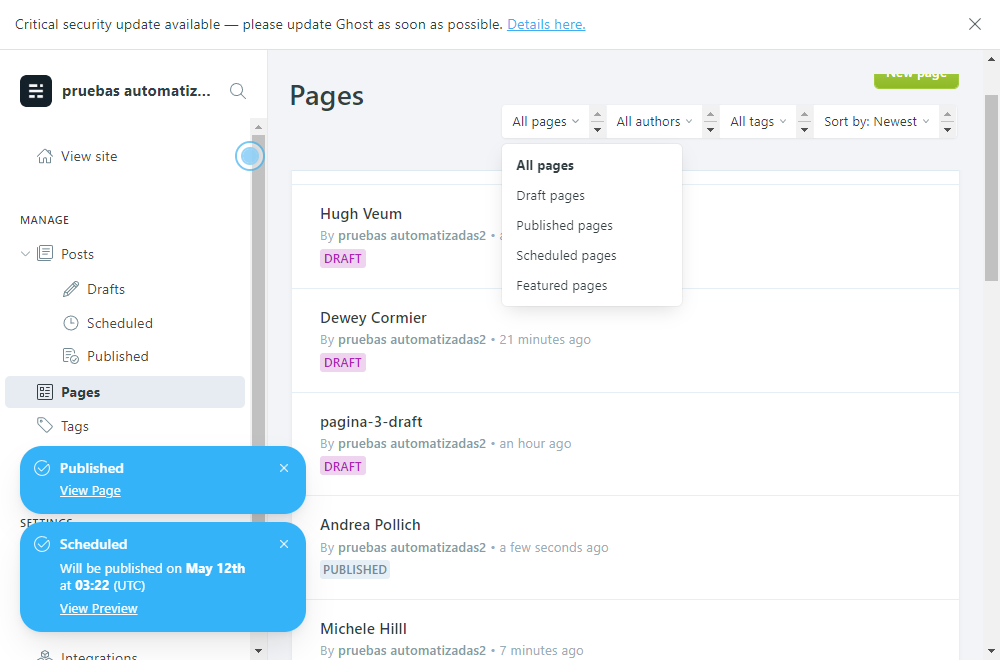 Critical security update available — please update Ghost as soon as possible. Details here.
pruebas automatiz...
View site
MANAGE
Posts
Drafts
Scheduled
Published
Pages
Tags
Published
View Page
SETTINGS
Scheduled
Will be published on May 12th
at 03:22 (UTC)
View Preview
Integrations
Pages
New page
All pages
All authors
All tags
Sort by: Newest
All pages
Draft pages
Published pages
Scheduled pages
Featured pages
Hugh Veum
By pruebas automatizadas2 •
DRAFT
Dewey Cormier
By pruebas automatizadas2 • 21 minutes ago
DRAFT
pagina-3-draft
By pruebas automatizadas2 • an hour ago
DRAFT
Andrea Pollich
By pruebas automatizadas2 • a few seconds ago
PUBLISHED
Michele Hilll
By pruebas automatizadas2 • 7 minutes ago